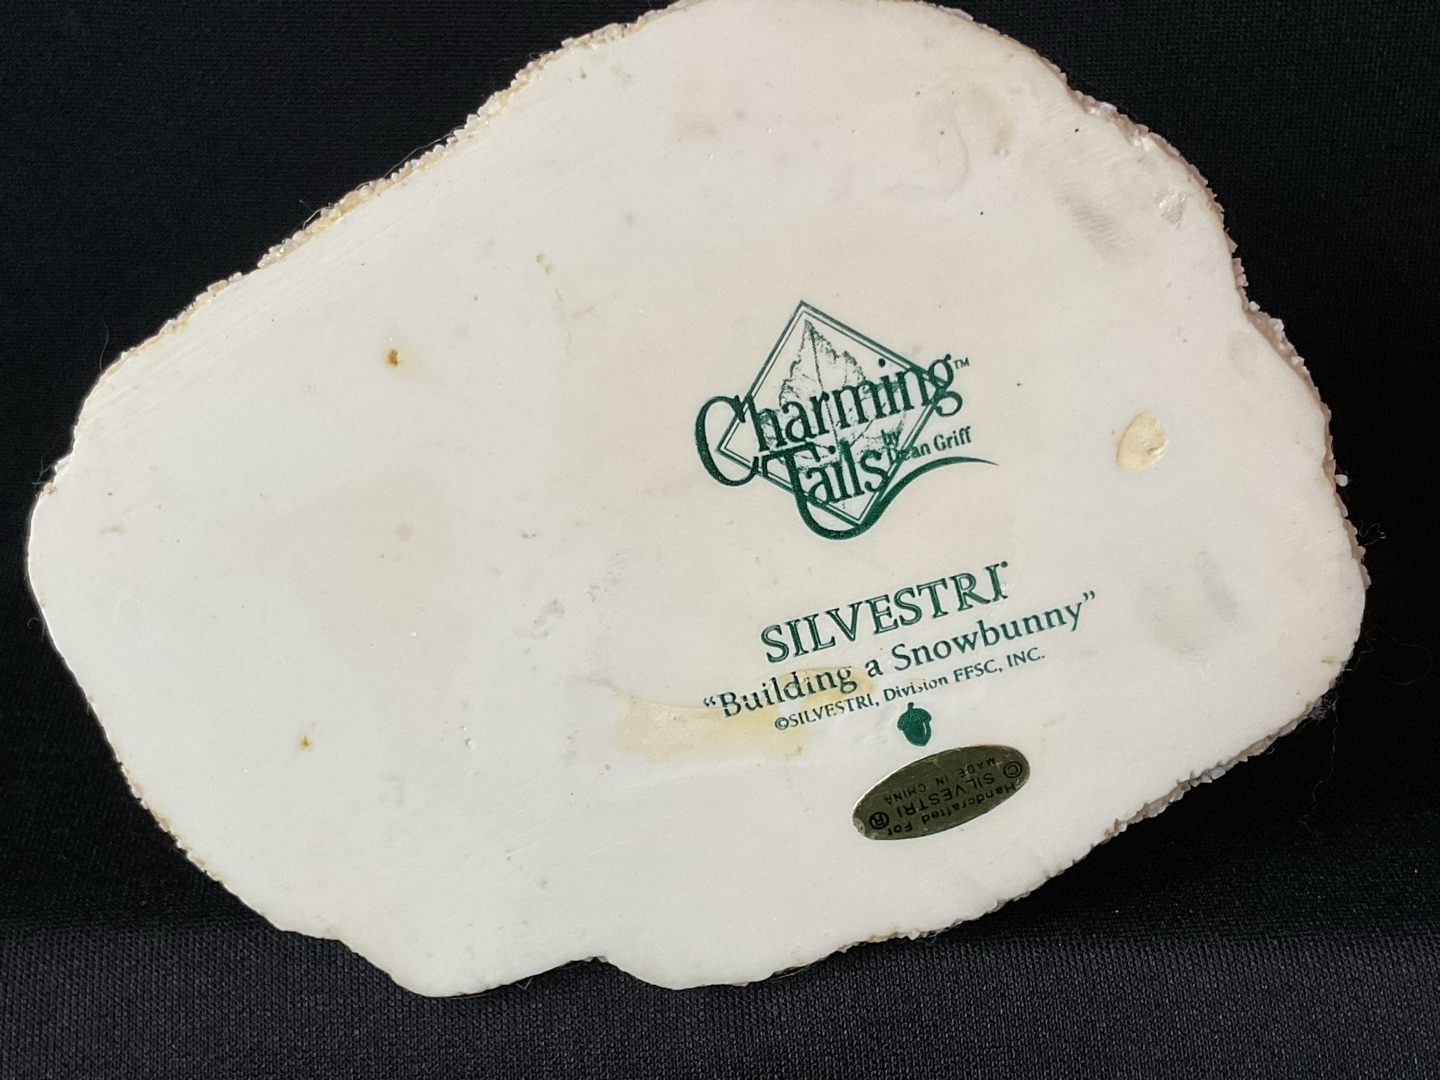 Charming™
Tails
by
Dean Griff
SILVESTRI®
“Building a Snowbunny”
©SILVESTRI, Division FFSC, INC.
Handcrafted For
© SILVESTRI ®
MADE IN CHINA